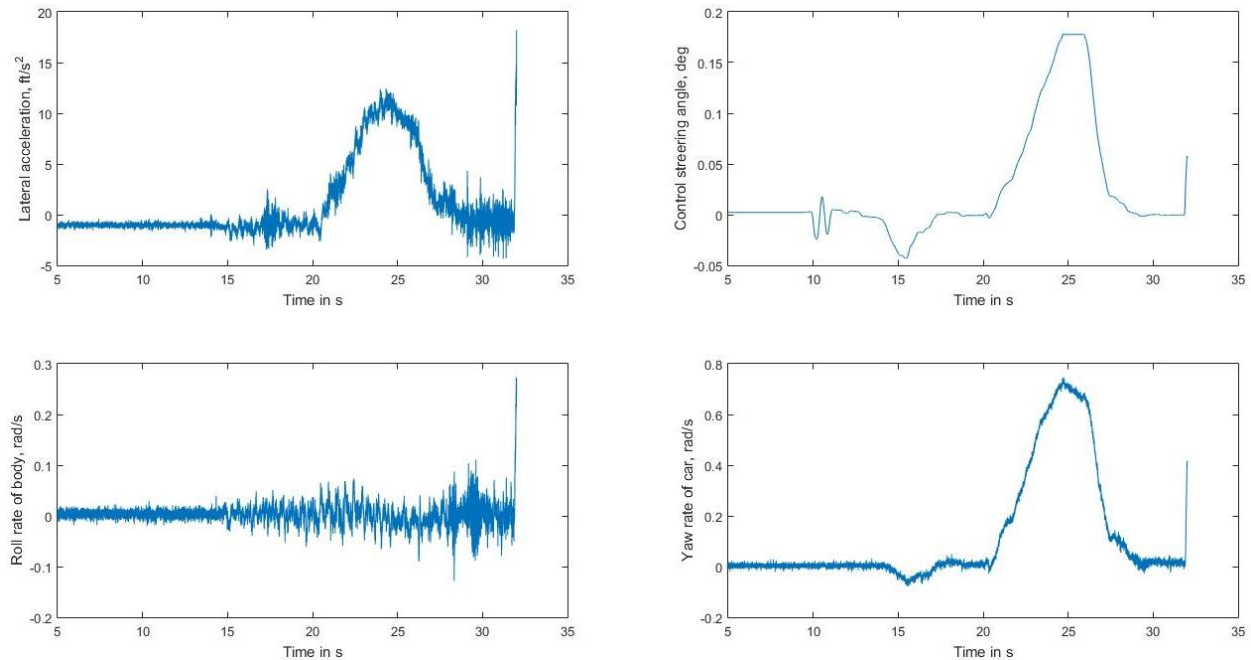 20
15
10
5
0
-5
Lateral acceleration, ft/s²
5 10 15 20 25 30 35
Time in s
0.2
0.15
0.1
0.05
0
-0.05
Control streering angle, deg
5 10 15 20 25 30 35
Time in s
0.3
0.2
0.1
0
-0.1
-0.2
Roll rate of body, rad/s
5 10 15 20 25 30 35
Time in s
0.8
0.6
0.4
0.2
0
-0.2
Yaw rate of car, rad/s
5 10 15 20 25 30 35
Time in s